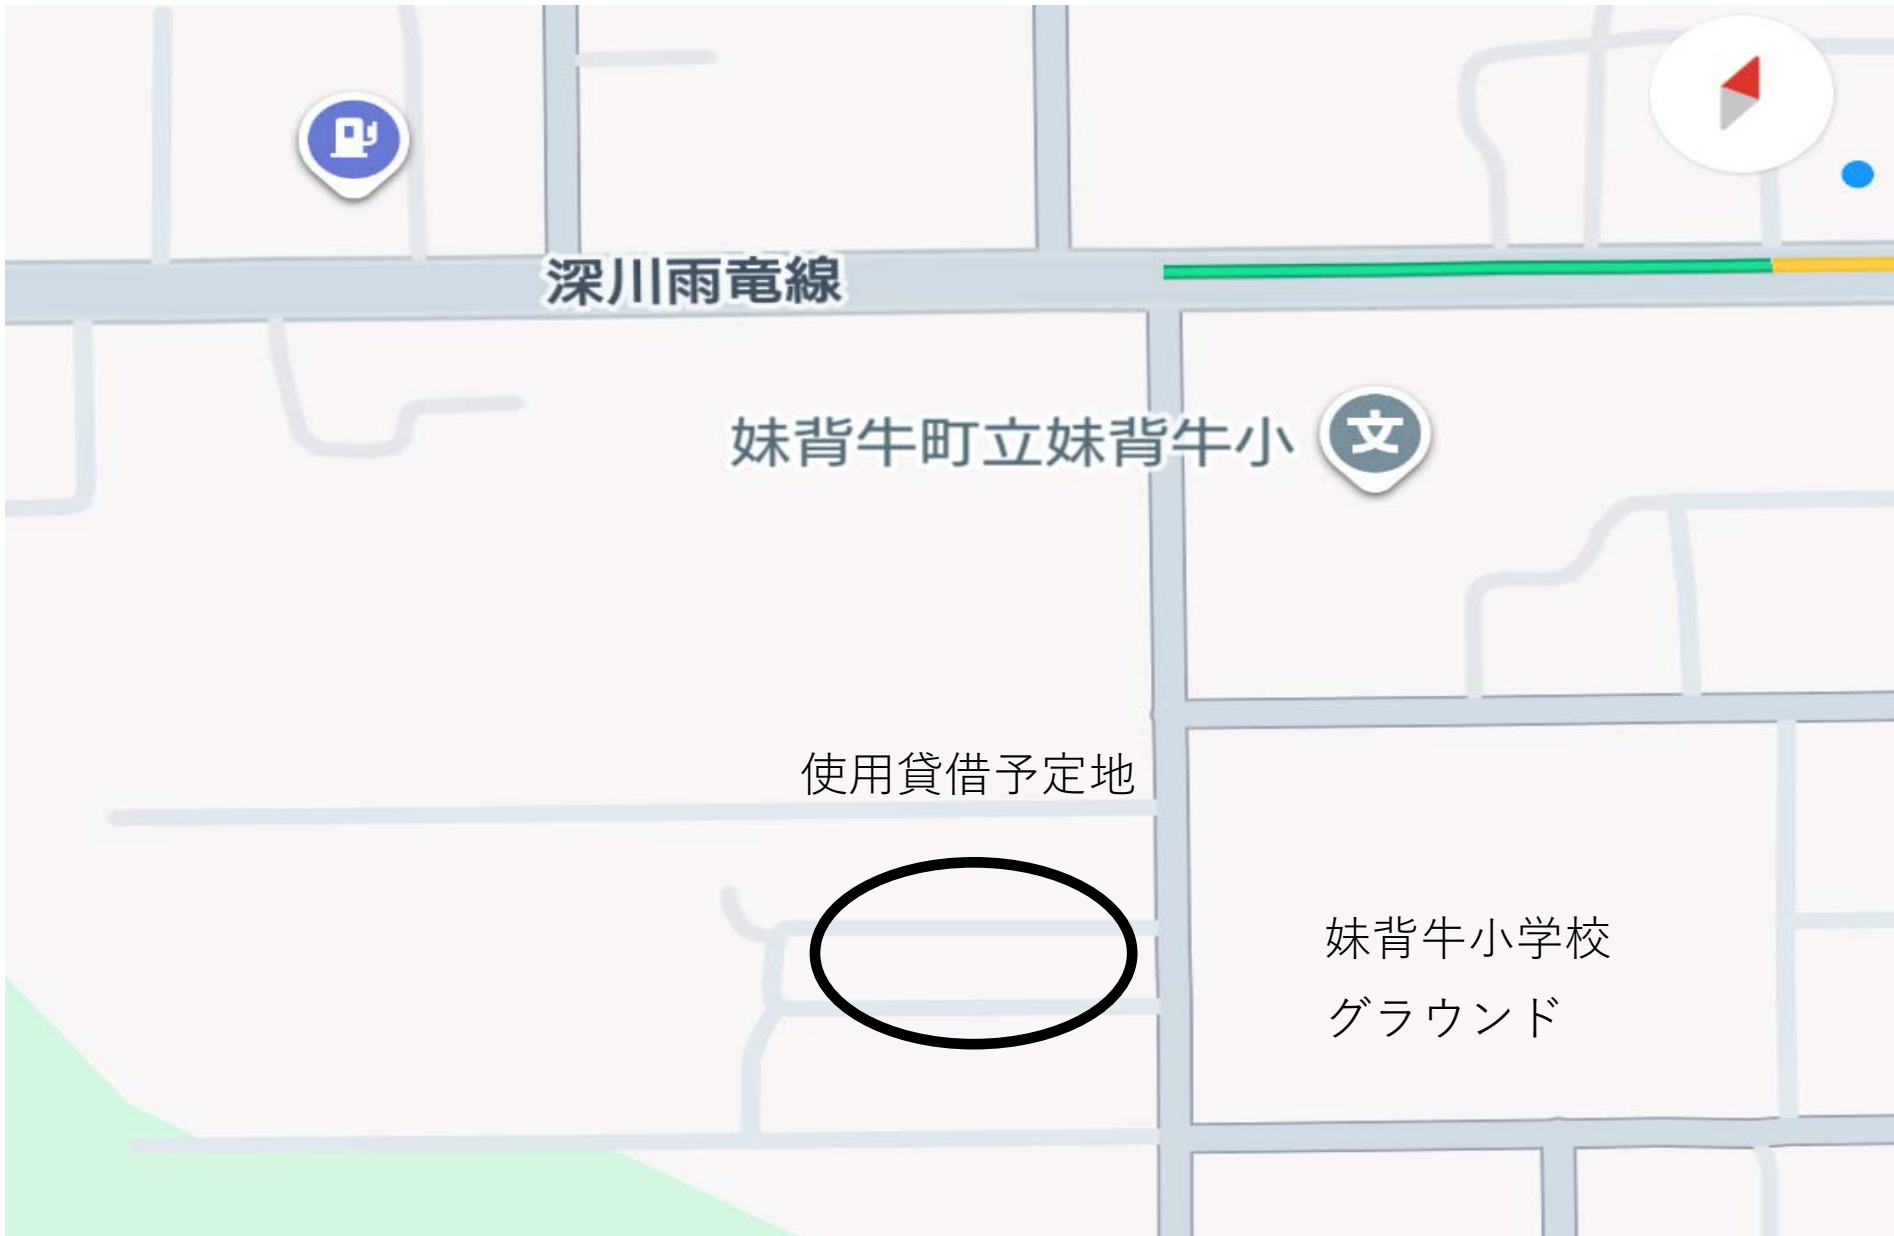 深川雨竜線
妹背牛町立妹背牛小
文
使用貸借予定地
妹背牛小学校
グラウンド